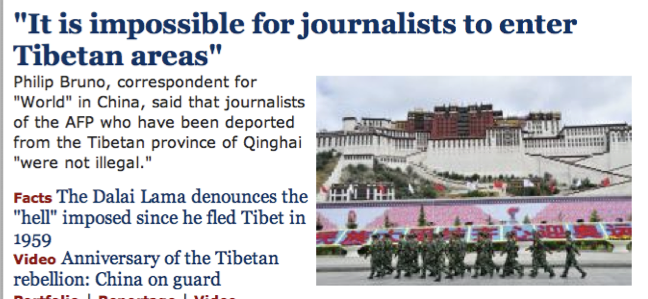 "It is impossible for journalists to enter
Tibetan areas"
Philip Bruno, correspondent for
"World" in China, said that journalists
of the AFP who have been deported
from the Tibetan province of Qinghai
"were not illegal."
Facts The Dalai Lama denounces the
"hell" imposed since he fled Tibet in
1959
Video Anniversary of the Tibetan
rebellion: China on guard
Portfolio | Reportage | Video